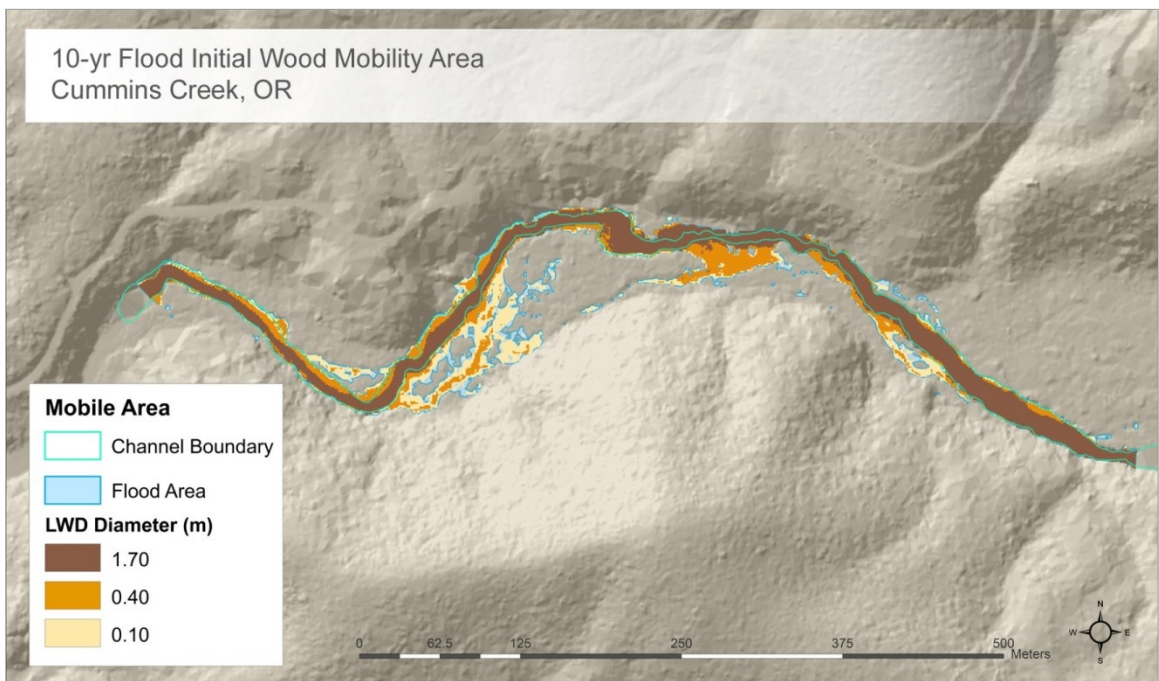 10-yr Flood Initial Wood Mobility Area
Cummins Creek, OR
Mobile Area
Channel Boundary
Flood Area
LWD Diameter (m)
1.70
0.40
0.10
0 62.5 125 250 375 500
Meters
N
W E
S